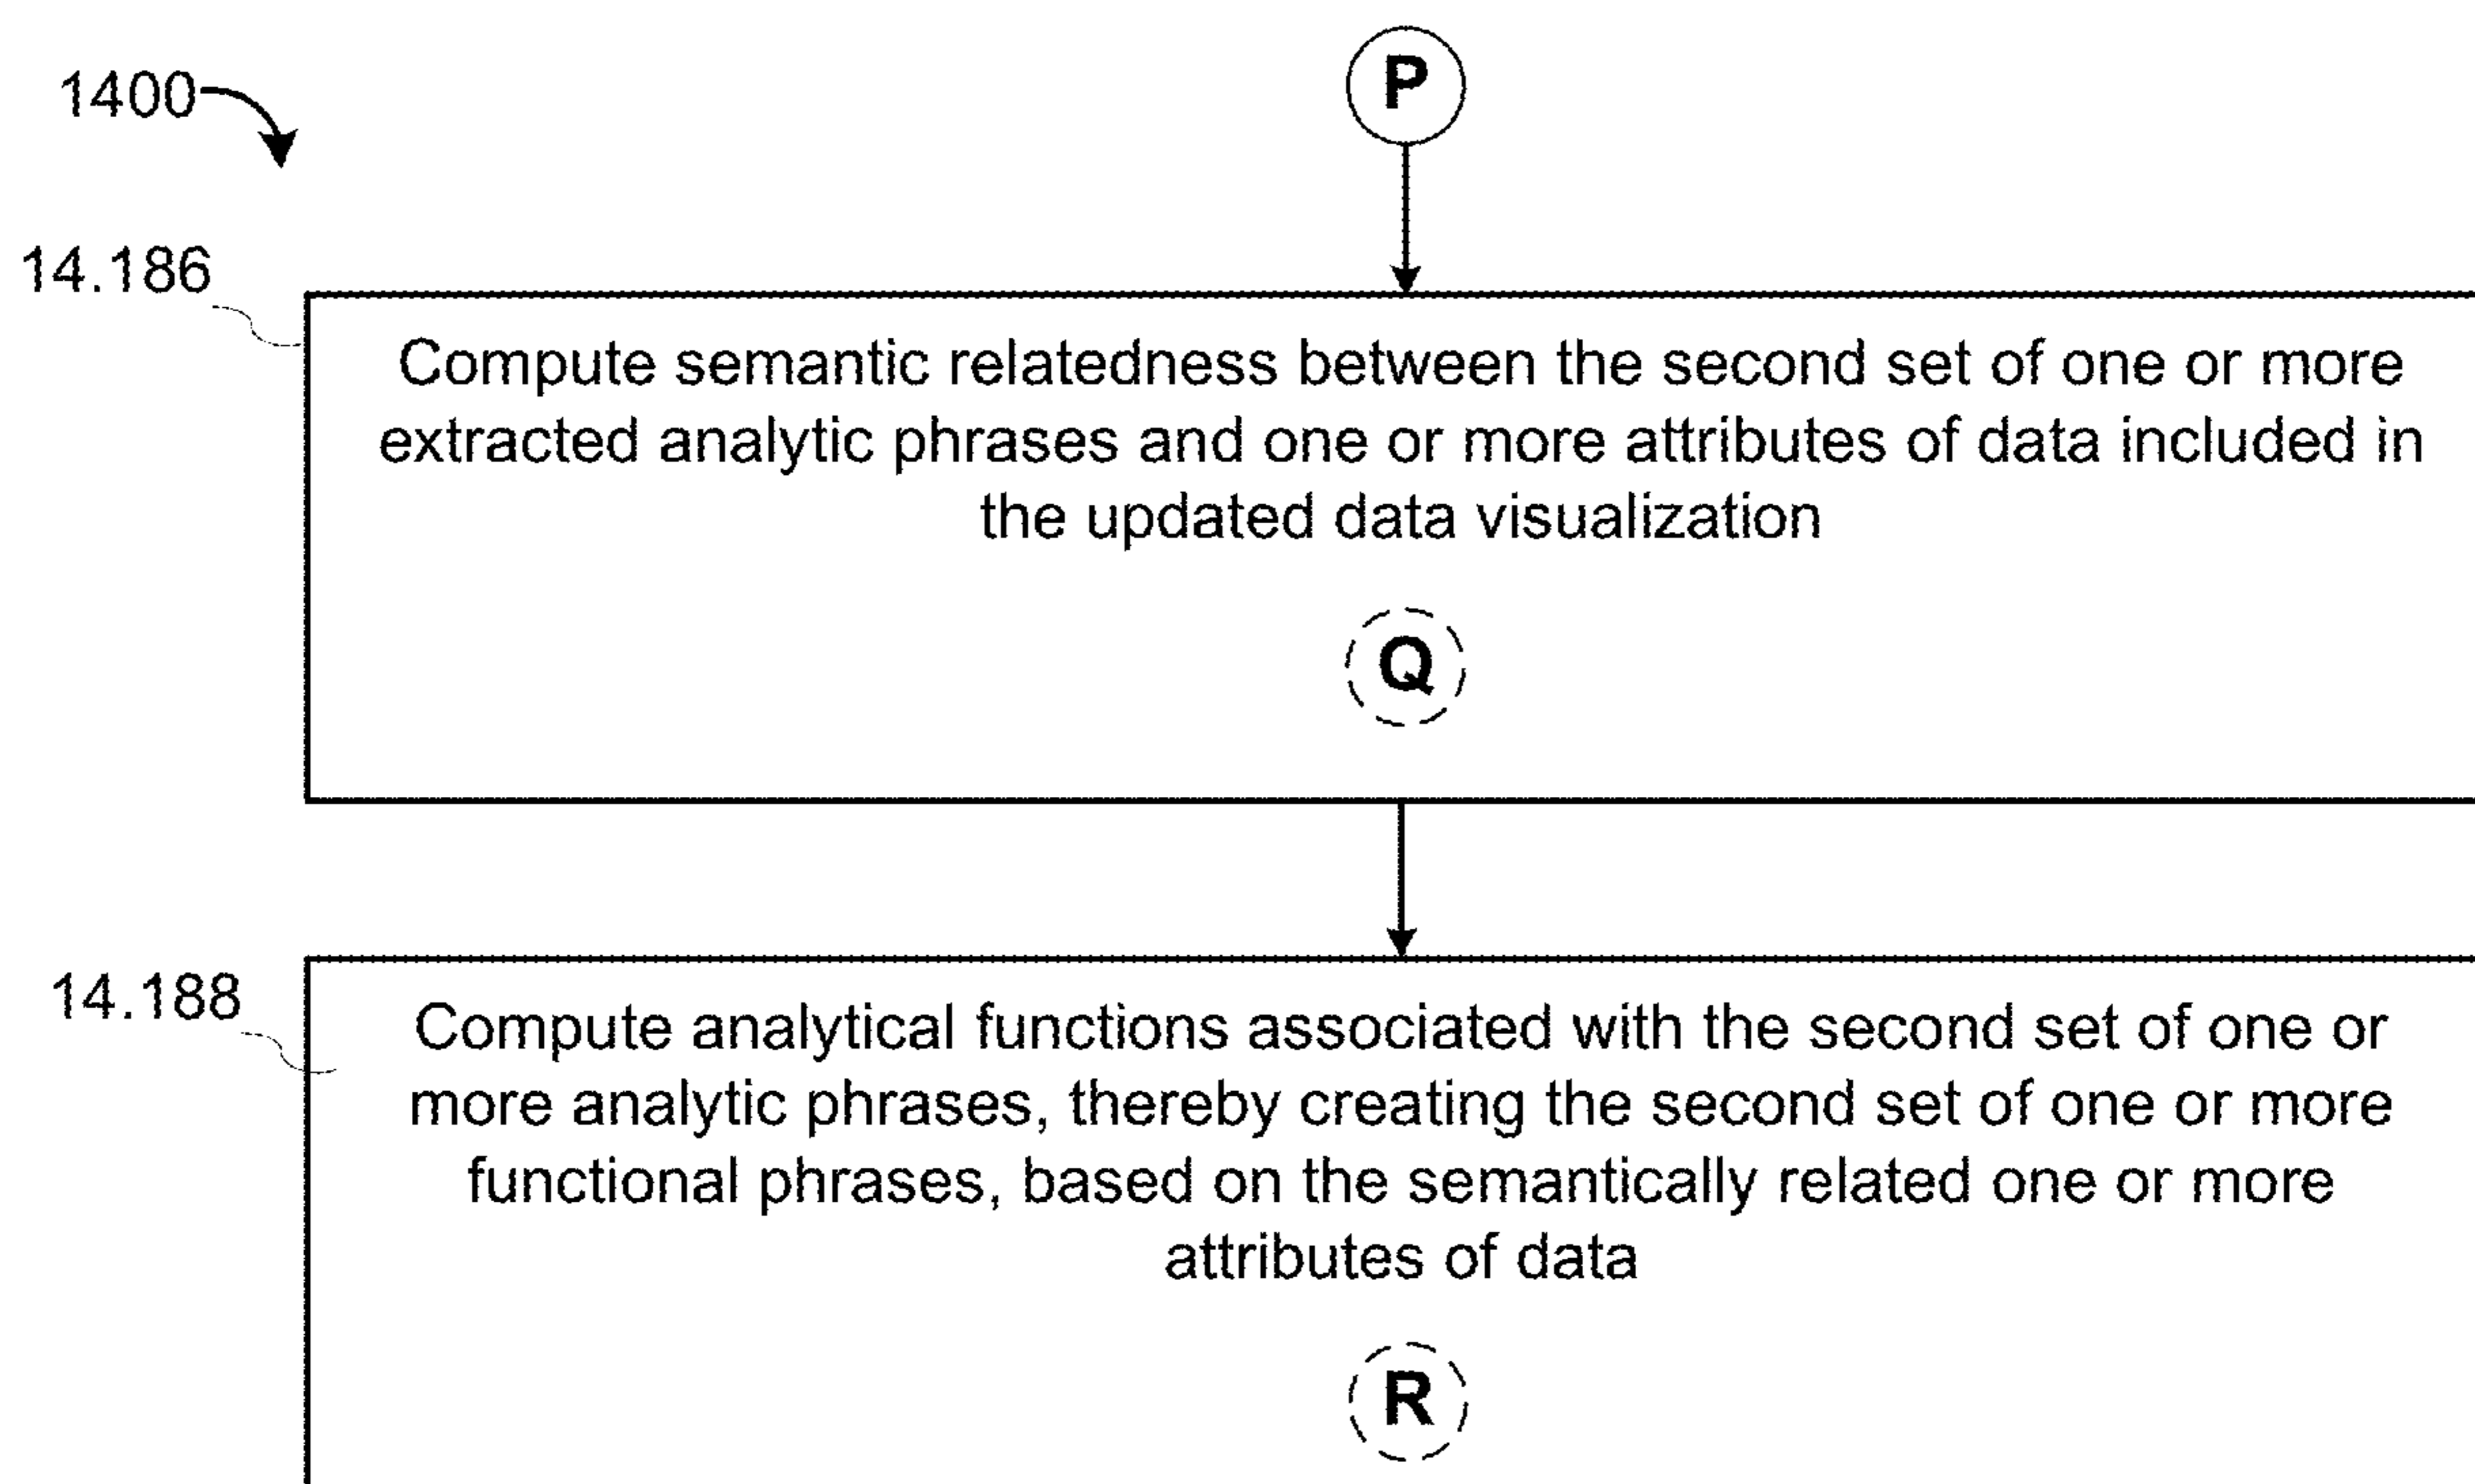 1400
P
14.186
Compute semantic relatedness between the second set of one or more
extracted analytic phrases and one or more attributes of data included in
the updated data visualization
Q
14.188
Compute analytical functions associated with the second set of one or
more analytic phrases, thereby creating the second set of one or more
functional phrases, based on the semantically related one or more
attributes of data
R